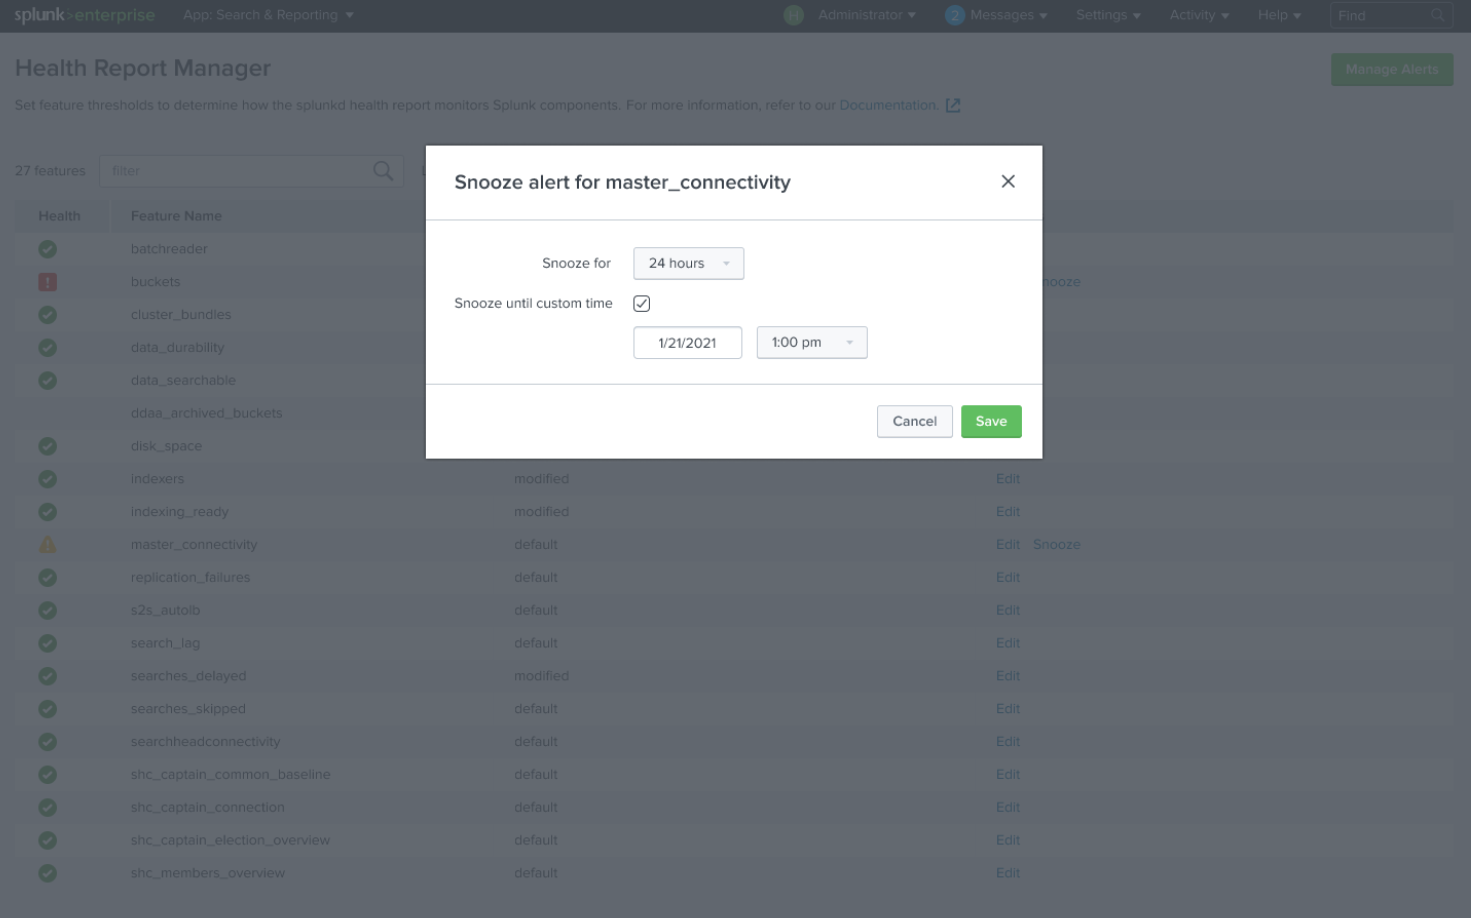 splunk>enterprise App: Search & Reporting H Administrator 2 Messages Settings Activity Help Find
Health Report Manager
Manage Alerts
Set feature thresholds to determine how the splunkd health report monitors Splunk components. For more information, refer to our Documentation.
27 features filter
Health Feature Name
batchreader
buckets
cluster_bundles
data_durability
data_searchable
ddaa_archived_buckets
disk_space
indexers modified Edit
indexing_ready modified Edit
master_connectivity default Edit Snooze
replication_failures default Edit
s2s_autolb default Edit
search_lag default Edit
searches_delayed modified Edit
searches_skipped default Edit
searchheadconnectivity default Edit
shc_captain_common_baseline default Edit
shc_captain_connection default Edit
shc_captain_election_overview default Edit
shc_members_overview default Edit
Snooze alert for master_connectivity
Snooze for 24 hours
Snooze until custom time
1/21/2021 1:00 pm
Cancel Save